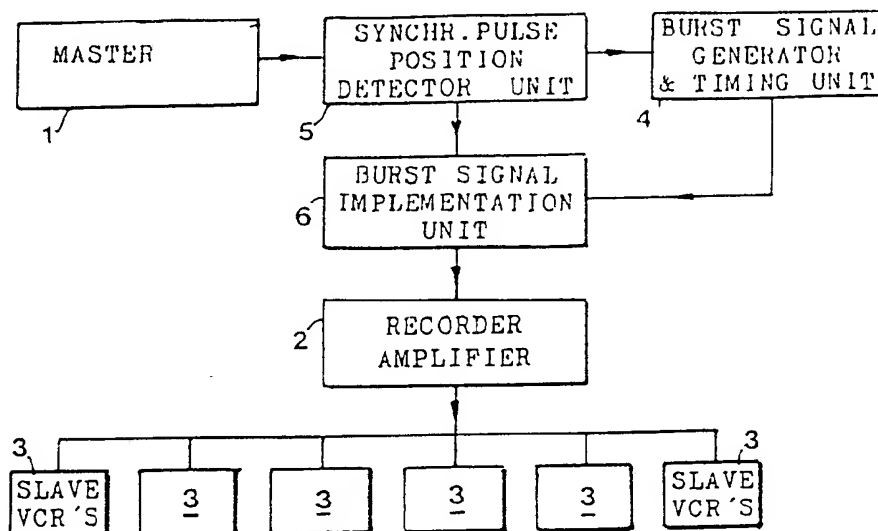 MASTER
1
SYNCHR.PULSE
POSITION
DETECTOR UNIT
5
BURST SIGNAL
GENERATOR
& TIMING UNIT
4
BURST SIGNAL
IMPLEMENTATION
UNIT
6
RECORDER
AMPLIFIER
2
3
SLAVE
VCR'S
3
3
3
3
3
SLAVE
VCR'S